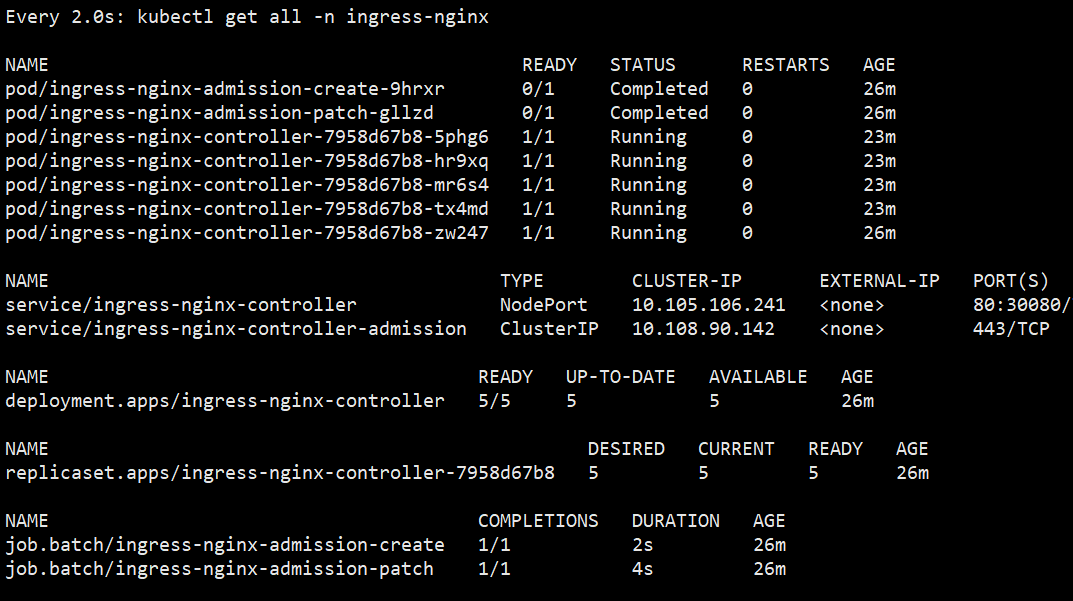 Every 2.0s: kubectl get all -n ingress-nginx
NAME READY STATUS RESTARTS AGE
pod/ingress-nginx-admission-create-9hrxr 0/1 Completed 0 26m
pod/ingress-nginx-admission-patch-gllzd 0/1 Completed 0 26m
pod/ingress-nginx-controller-7958d67b8-5phg6 1/1 Running 0 23m
pod/ingress-nginx-controller-7958d67b8-hr9xq 1/1 Running 0 23m
pod/ingress-nginx-controller-7958d67b8-mr6s4 1/1 Running 0 23m
pod/ingress-nginx-controller-7958d67b8-tx4md 1/1 Running 0 23m
pod/ingress-nginx-controller-7958d67b8-zw247 1/1 Running 0 26m
NAME TYPE CLUSTER-IP EXTERNAL-IP PORT(S)
service/ingress-nginx-controller NodePort 10.105.106.241 <none> 80:30080/
service/ingress-nginx-controller-admission ClusterIP 10.108.90.142 <none> 443/TCP
NAME READY UP-TO-DATE AVAILABLE AGE
deployment.apps/ingress-nginx-controller 5/5 5 5 26m
NAME DESIRED CURRENT READY AGE
replicaset.apps/ingress-nginx-controller-7958d67b8 5 5 5 26m
NAME COMPLETIONS DURATION AGE
job.batch/ingress-nginx-admission-create 1/1 2s 26m
job.batch/ingress-nginx-admission-patch 1/1 4s 26m